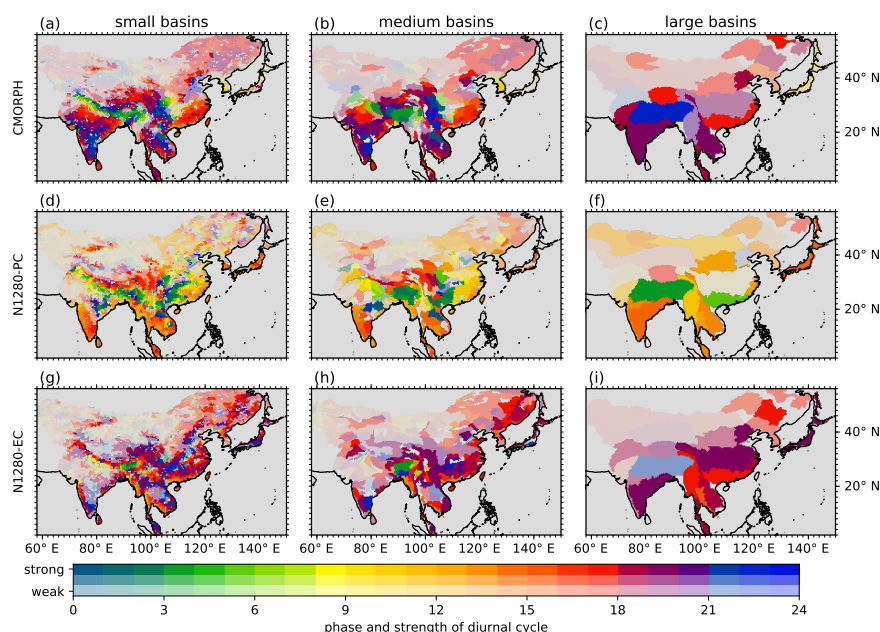 small basins medium basins large basins
(a) (b) (c)
CMORPH
40° N
20° N
(d) (e) (f)
N1280-PC
40° N
20° N
(g) (h) (i)
N1280-EC
40° N
20° N
60° E 80° E 100° E 120° E 140° E 60° E 80° E 100° E 120° E 140° E 60° E 80° E 100° E 120° E 140° E
strong
weak
0 3 6 9 12 15 18 21 24
phase and strength of diurnal cycle